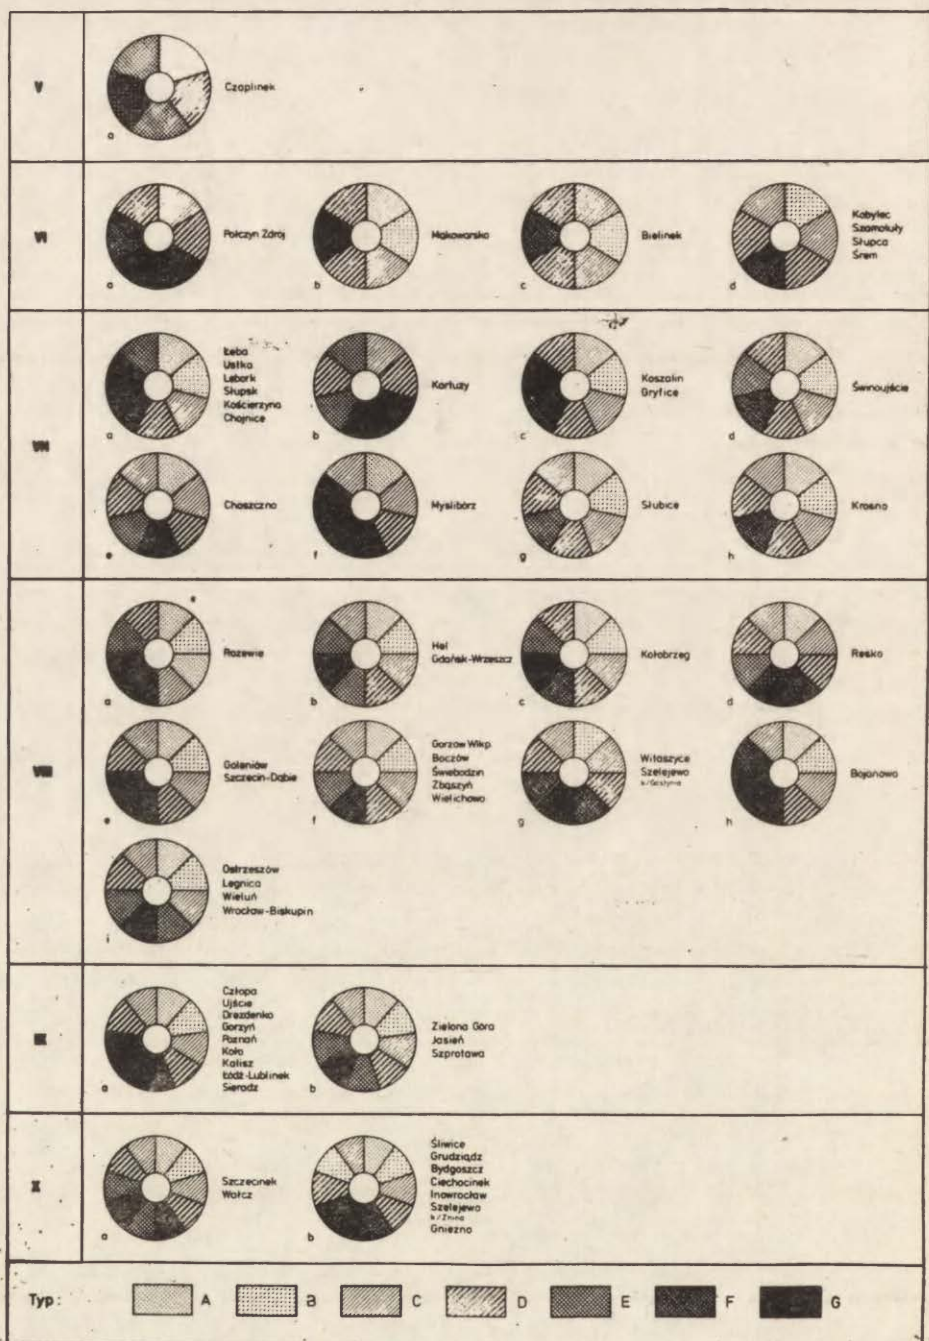 V
a
Czaplinek
VI
a
Połczyn Zdrój
b
Makowarsko
c
Bielinek
d
Kobylec
Szamotuły
Słupca
Śrem
VII
a
Łeba
Ustka
Lębork
Słupsk
Kościerzyna
Chojnice
b
Kartuzy
c
Koszalin
Gryfice
d
Świnoujście
e
Choszczno
f
Myślibórz
g
Słubice
h
Krosno
VIII
a
Rozewie
b
Hel
Gdańsk-Wrzeszcz
c
Kołobrzeg
d
Resko
e
Goleniów
Szczecin-Dąbie
f
Gorzów Wlkp.
Boczów
Świebodzin
Zbąszyń
Wielichowo
g
Witaszyce
Szelejewo
k/Gostynia
h
Bojanowo
i
Ostrzeszów
Legnica
Wieluń
Wrocław-Biskupin
IX
a
Człopa
Ujście
Drezdenko
Gorzyń
Poznań
Koło
Kalisz
Łódź-Lublinek
Sieradz
b
Zielona Góra
Jasień
Szprotawa
X
a
Szczecinek
Wałcz
b
Śliwice
Grudziądz
Bydgoszcz
Ciechocinek
Inowrocław
Szelejewo
k/Żnina
Gniezno
Typ: A B C D E F G